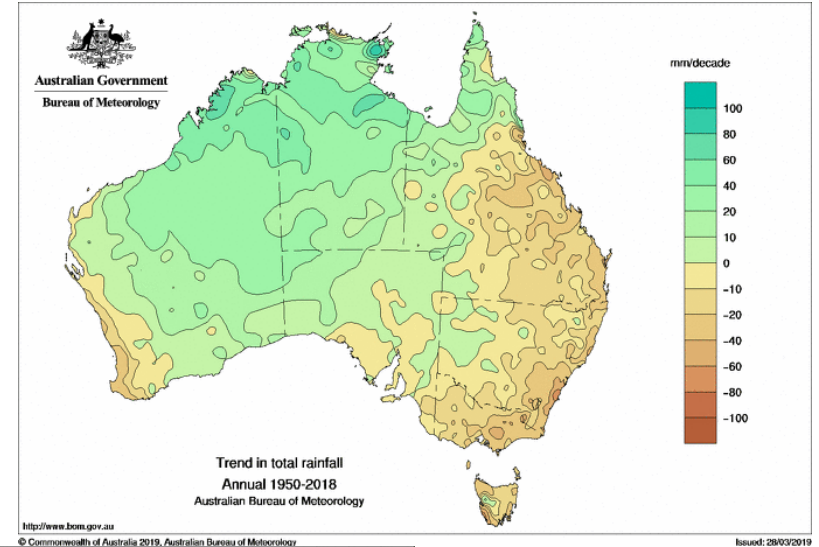 Australian Government
Bureau of Meteorology
mm/decade
100
80
60
40
20
10
0
-10
-20
-40
-60
-80
-100
Trend in total rainfall
Annual 1950-2018
Australian Bureau of Meteorology
http://www.bom.gov.au
© Commonwealth of Australia 2019, Australian Bureau of Meteorology
Issued: 28/03/2019